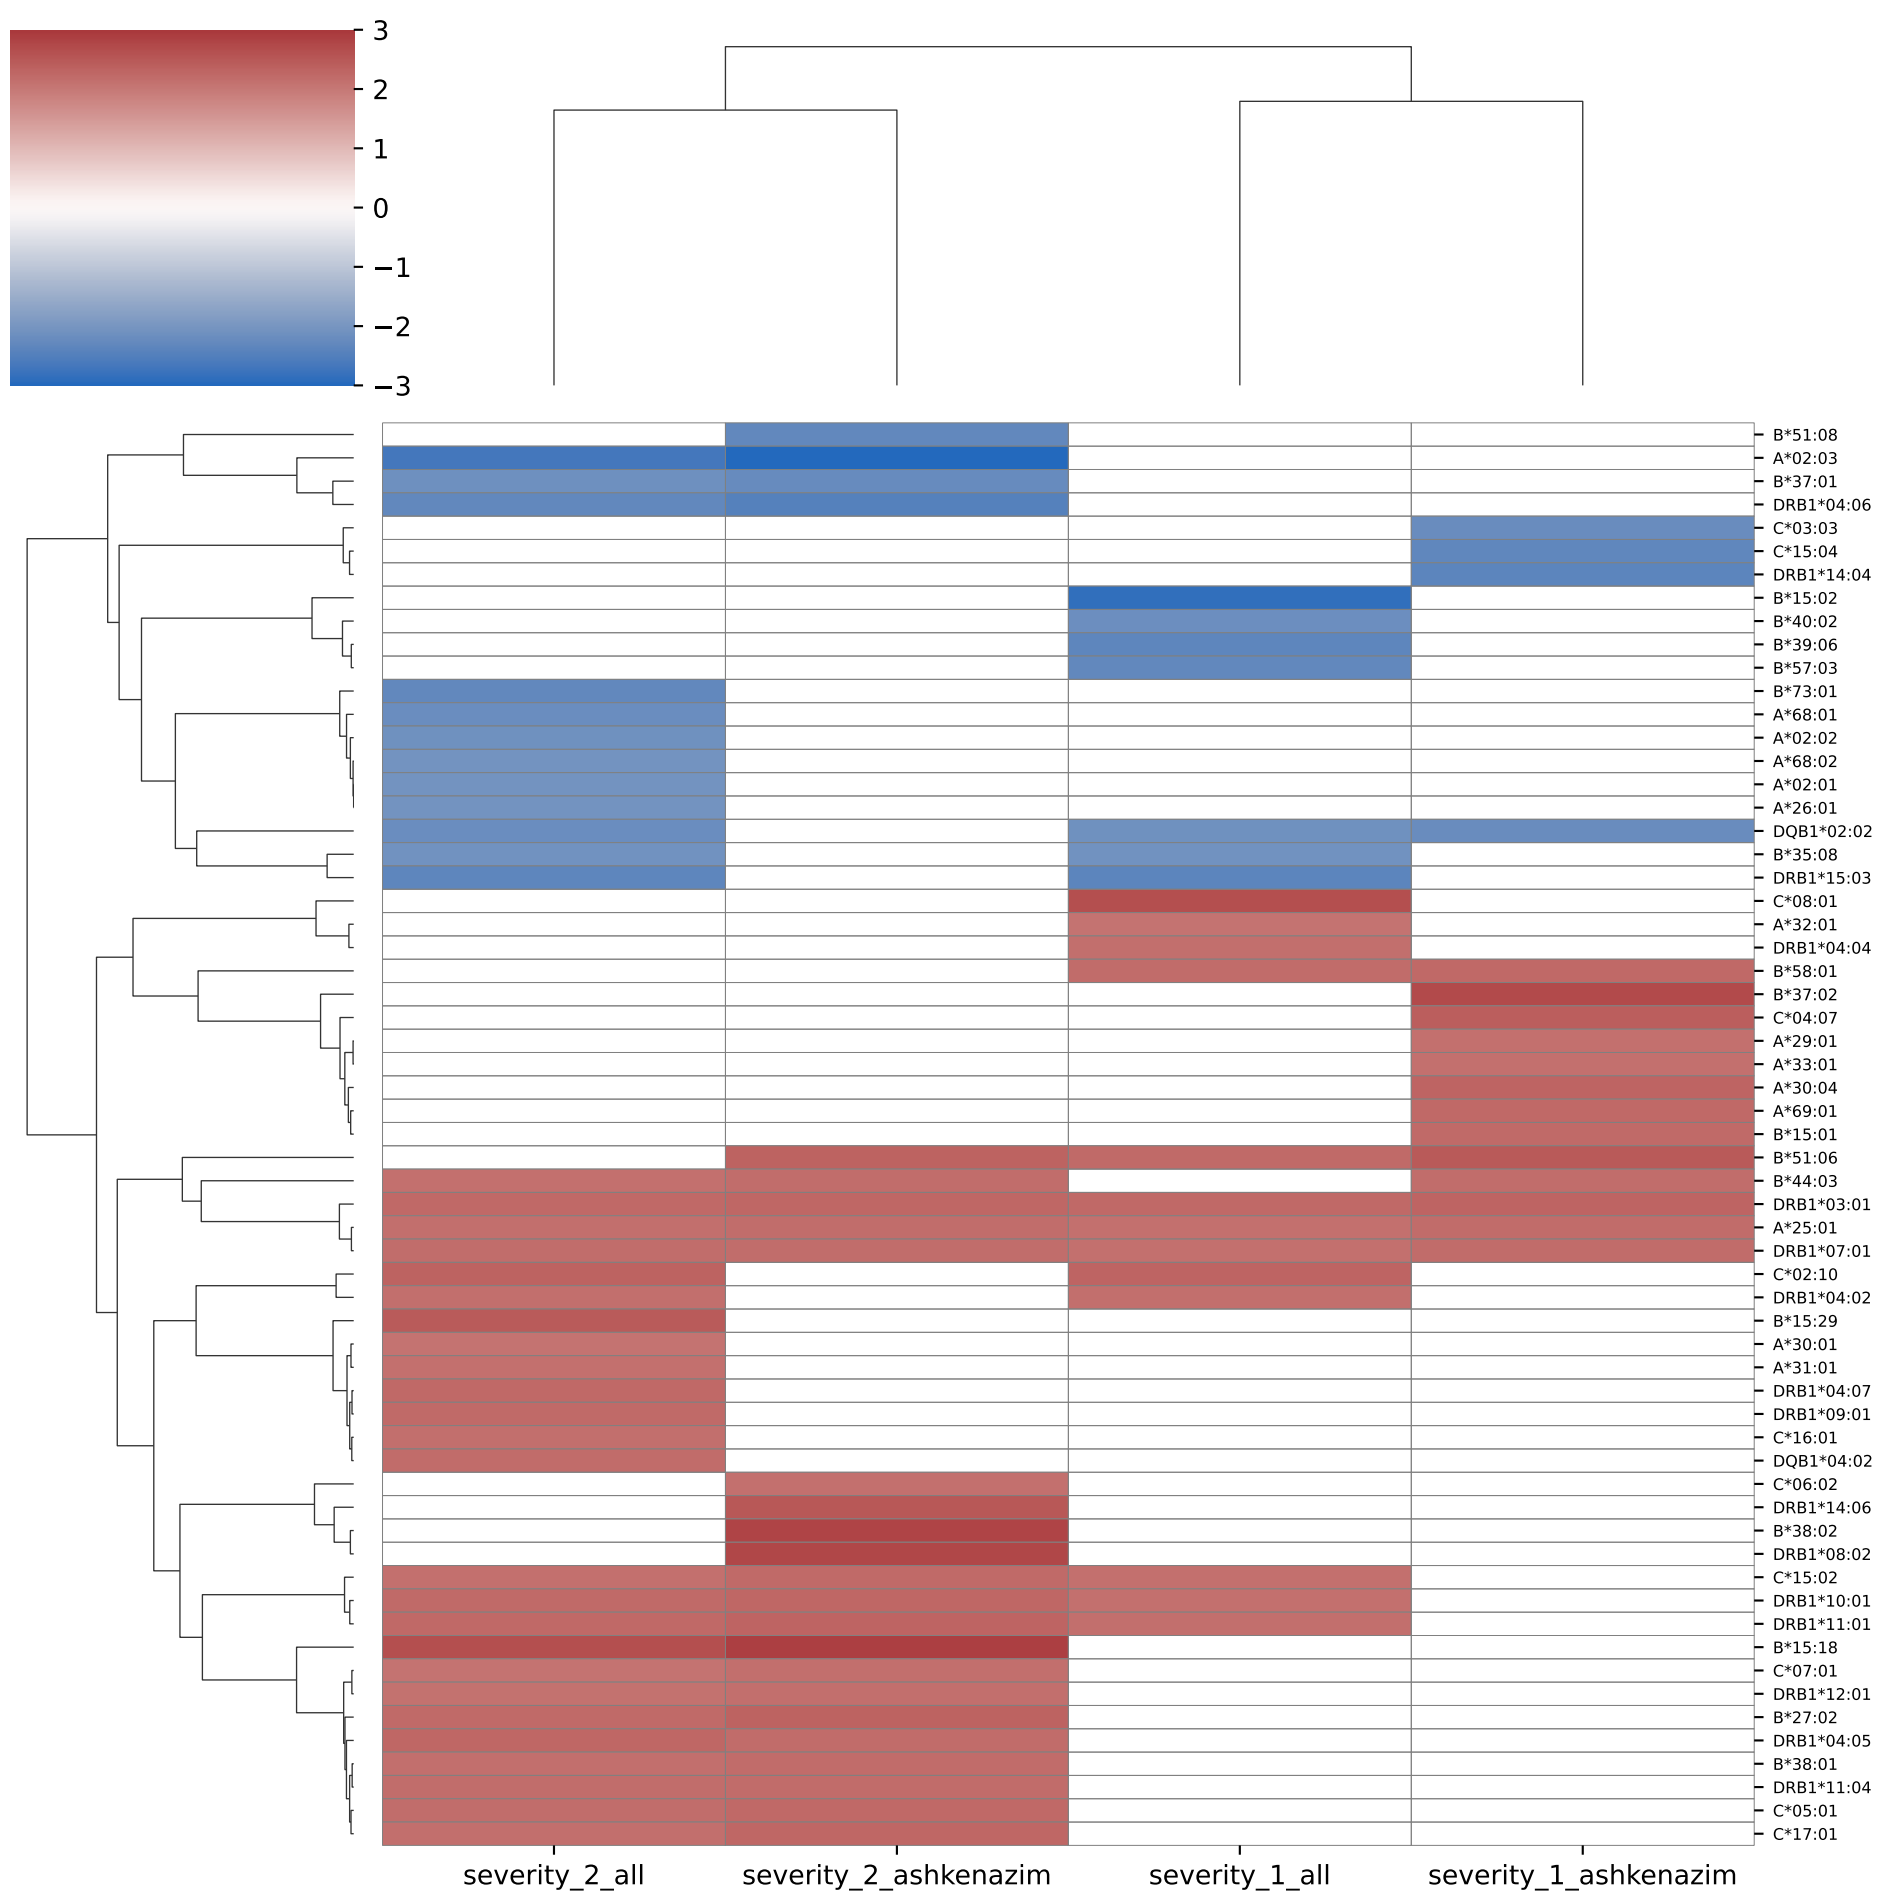 3
2
1
0
−1
−2
−3
B*51:08
A*02:03
B*37:01
DRB1*04:06
C*03:03
C*15:04
DRB1*14:04
B*15:02
B*40:02
B*39:06
B*57:03
B*73:01
A*68:01
A*02:02
A*68:02
A*02:01
A*26:01
DQB1*02:02
B*35:08
DRB1*15:03
C*08:01
A*32:01
DRB1*04:04
B*58:01
B*37:02
C*04:07
A*29:01
A*33:01
A*30:04
A*69:01
B*15:01
B*51:06
B*44:03
DRB1*03:01
A*25:01
DRB1*07:01
C*02:10
DRB1*04:02
B*15:29
A*30:01
A*31:01
DRB1*04:07
DRB1*09:01
C*16:01
DQB1*04:02
C*06:02
DRB1*14:06
B*38:02
DRB1*08:02
C*15:02
DRB1*10:01
DRB1*11:01
B*15:18
C*07:01
DRB1*12:01
B*27:02
DRB1*04:05
B*38:01
DRB1*11:04
C*05:01
C*17:01
severity_2_all severity_2_ashkenazim severity_1_all severity_1_ashkenazim